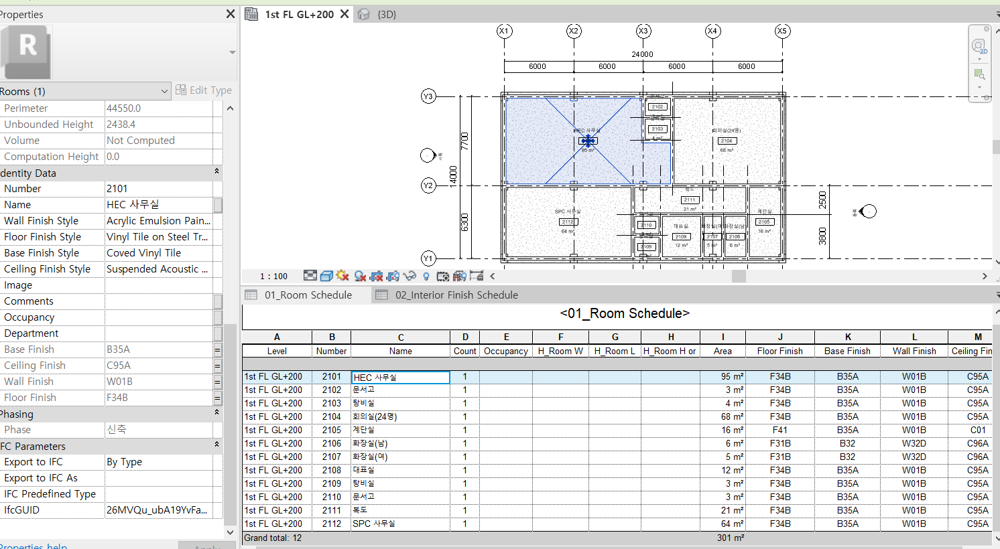 Properties
R
Rooms (1)
Edit Type
Perimeter 44550.0
Unbounded Height 2438.4
Volume Not Computed
Computation Height 0.0
dentity Data
Number 2101
Name HEC 사무실
Wall Finish Style Acrylic Emulsion Pain...
Floor Finish Style Vinyl Tile on Steel Tr...
Base Finish Style Coved Vinyl Tile
Ceiling Finish Style Suspended Acoustic ...
Image
Comments
Occupancy
Department
Base Finish B35A =
Ceiling Finish C95A =
Wall Finish W01B =
Floor Finish F34B =
Phasing
Phase 신축
FC Parameters
Export to IFC By Type
Export to IFC As
IFC Predefined Type
IfcGUID 26MVQu_ubA19YvFa...
Properties help
Apply
1st FL GL+200
{3D}
2D
X1 X2 X3 X4 X5
24000
6000 6000 6000 6000
Y3
Y2
Y1
7700
14000
6300
2500
3800
2102
2103
4 m²
HEC 사무실
95 m²
회의실(24명)
2104
68 m²
복도
2111
21 m²
SPC 사무실
2112
64 m²
2110
2109
대표실
2108
12 m²
화장실(여
2107
5 m²
화장실(남
2106
6 m²
계단실
2105
16 m²
1 : 100
01_Room Schedule
02_Interior Finish Schedule
<01_Room Schedule>
A B C D E F G H I J K L M
Level Number Name Count Occupancy H_Room W H_Room L H_Room H or Area Floor Finish Base Finish Wall Finish Ceiling Fin
1st FL GL+200 2101 HEC 사무실 1 95 m² F34B B35A W01B C95A
1st FL GL+200 2102 문서고 1 3 m² F34B B35A W01B C95A
1st FL GL+200 2103 탕비실 1 4 m² F34B B35A W01B C95A
1st FL GL+200 2104 회의실(24명) 1 68 m² F34B B35A W01B C95A
1st FL GL+200 2105 계단실 1 16 m² F41 B35A W01B C01
1st FL GL+200 2106 화장실(남) 1 6 m² F31B B32 W32D C96A
1st FL GL+200 2107 화장실(여) 1 5 m² F31B B32 W32D C96A
1st FL GL+200 2108 대표실 1 12 m² F34B B35A W01B C95A
1st FL GL+200 2109 탕비실 1 3 m² F34B B35A W01B C95A
1st FL GL+200 2110 문서고 1 3 m² F34B B35A W01B C95A
1st FL GL+200 2111 복도 1 21 m² F34B B35A W01B C95A
1st FL GL+200 2112 SPC 사무실 1 64 m² F34B B35A W01B C95A
Grand total: 12 301 m²